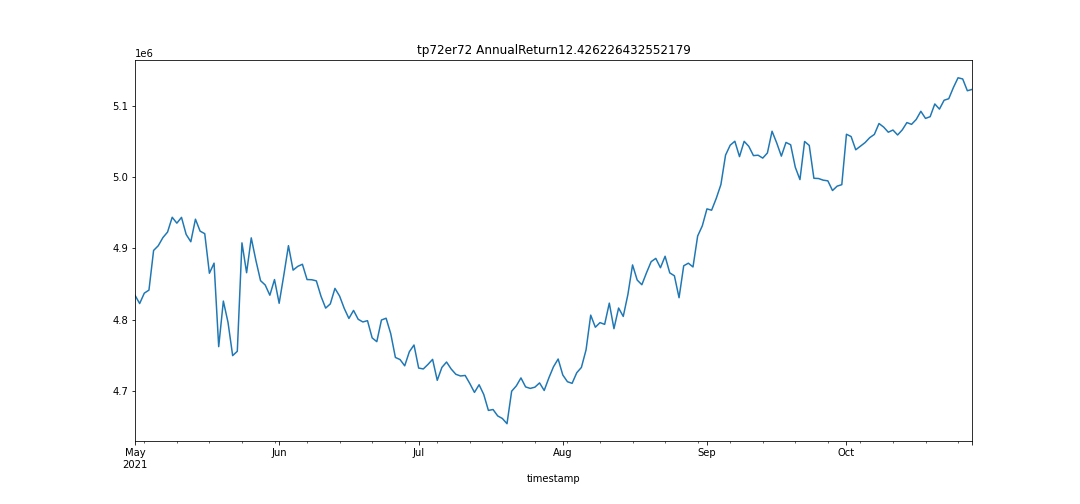 tp72er72 AnnualReturn12.426226432552179
1e6
5.1
5.0
4.9
4.8
4.7
May Jun Jul Aug Sep Oct
2021
timestamp